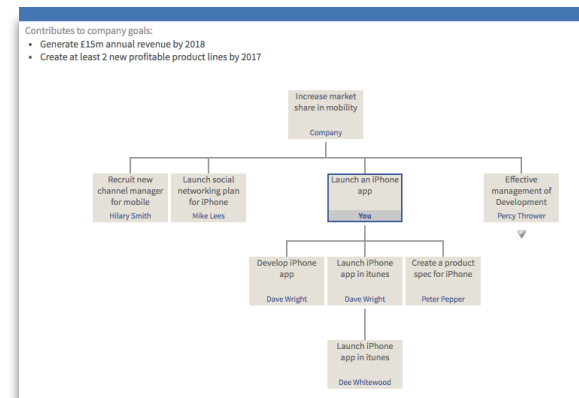 Contributes to company goals:
• Generate £15m annual revenue by 2018
• Create at least 2 new profitable product lines by 2017
Increase market
share in mobility
Company
Recruit new
channel manager
for mobile
Hilary Smith
Launch social
networking plan
for iPhone
Mike Lees
Launch an iPhone
app
You
Effective
management of
Development
Percy Thrower
Develop iPhone
app
Dave Wright
Launch iPhone
app in itunes
Dave Wright
Create a product
spec for iPhone
Peter Pepper
Launch iPhone
app in itunes
Dee Whitewood